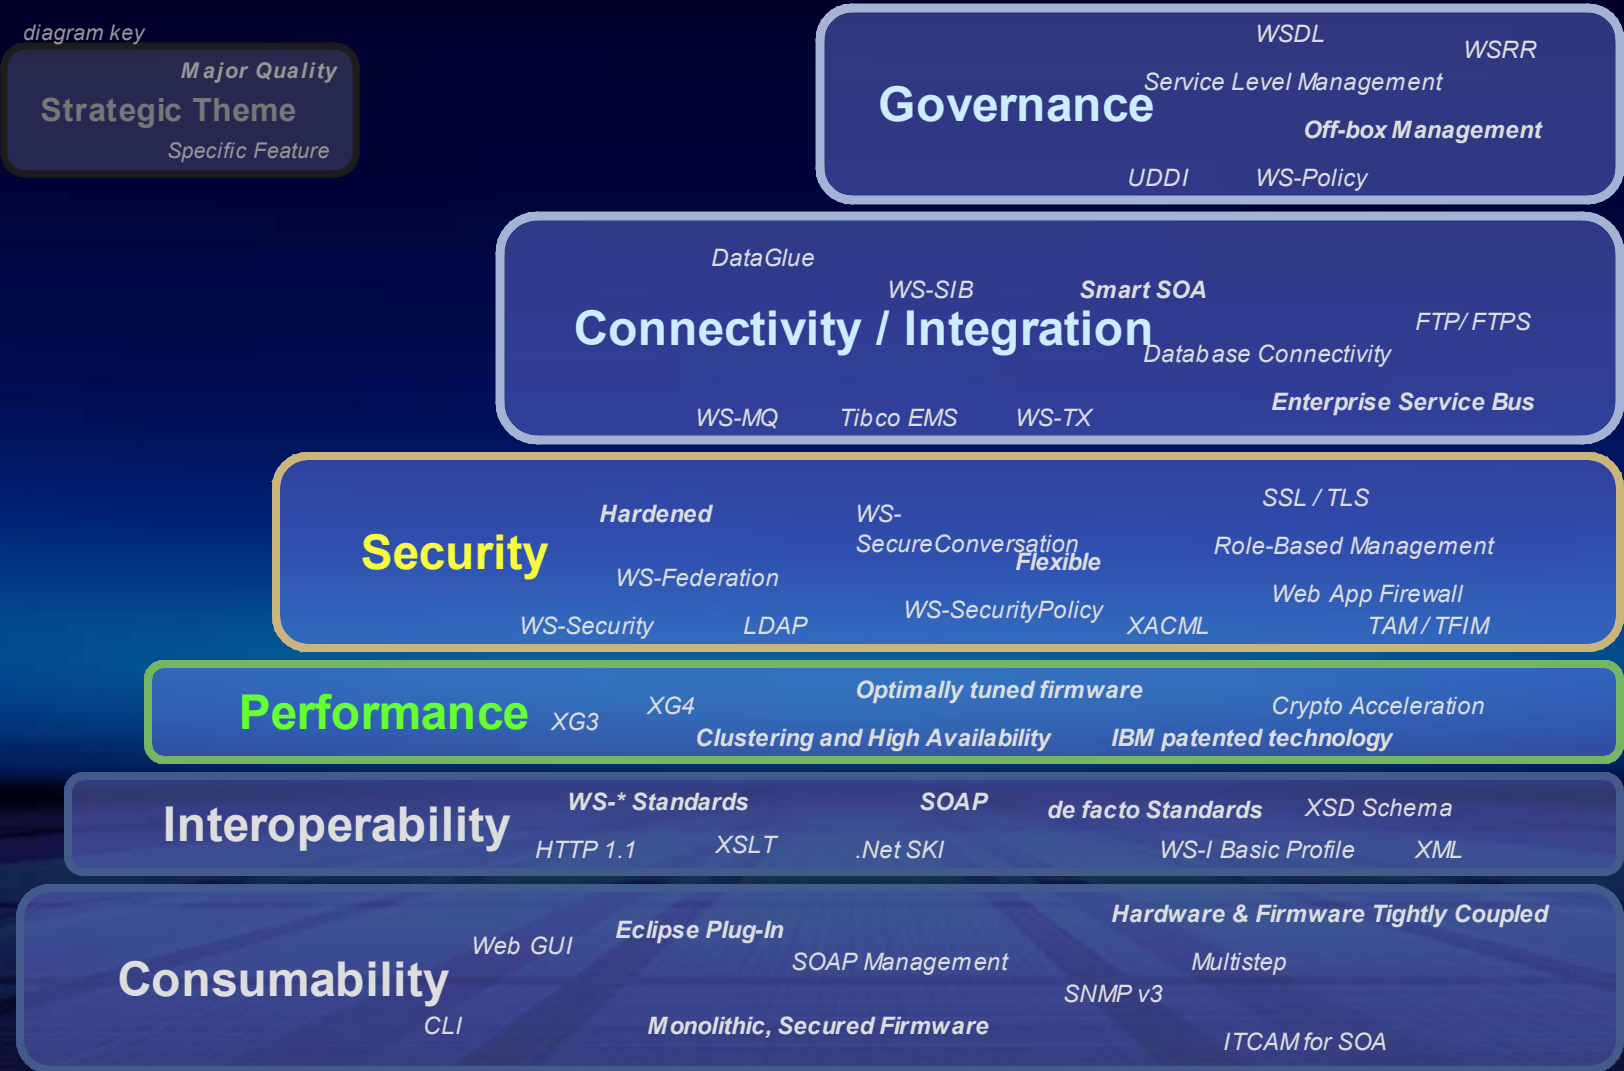 diagram key
Major Quality
Strategic Theme
Specific Feature
WSDL
WSRR
Service Level Management
Governance
Off-box Management
UDDI
WS-Policy
DataGlue
WS-SIB
Smart SOA
FTP/ FTPS
Connectivity / Integration
Database Connectivity
Enterprise Service Bus
WS-MQ
Tibco EMS
WS-TX
SSL / TLS
Hardened
WS-
SecureConversation
Role-Based Management
Security
Flexible
WS-Federation
Web App Firewall
WS-SecurityPolicy
WS-Security
LDAP
XACML
TAM / TFIM
Optimally tuned firmware
XG4
Crypto Acceleration
Performance
XG3
Clustering and High Availability
IBM patented technology
WS-* Standards
SOAP
de facto Standards
XSD Schema
Interoperability
HTTP 1.1
XSLT
.Net SKI
WS-I Basic Profile
XML
Hardware & Firmware Tightly Coupled
Eclipse Plug-In
Web GUI
SOAP Management
Multistep
Consumability
SNMP v3
CLI
Monolithic, Secured Firmware
ITCAM for SOA